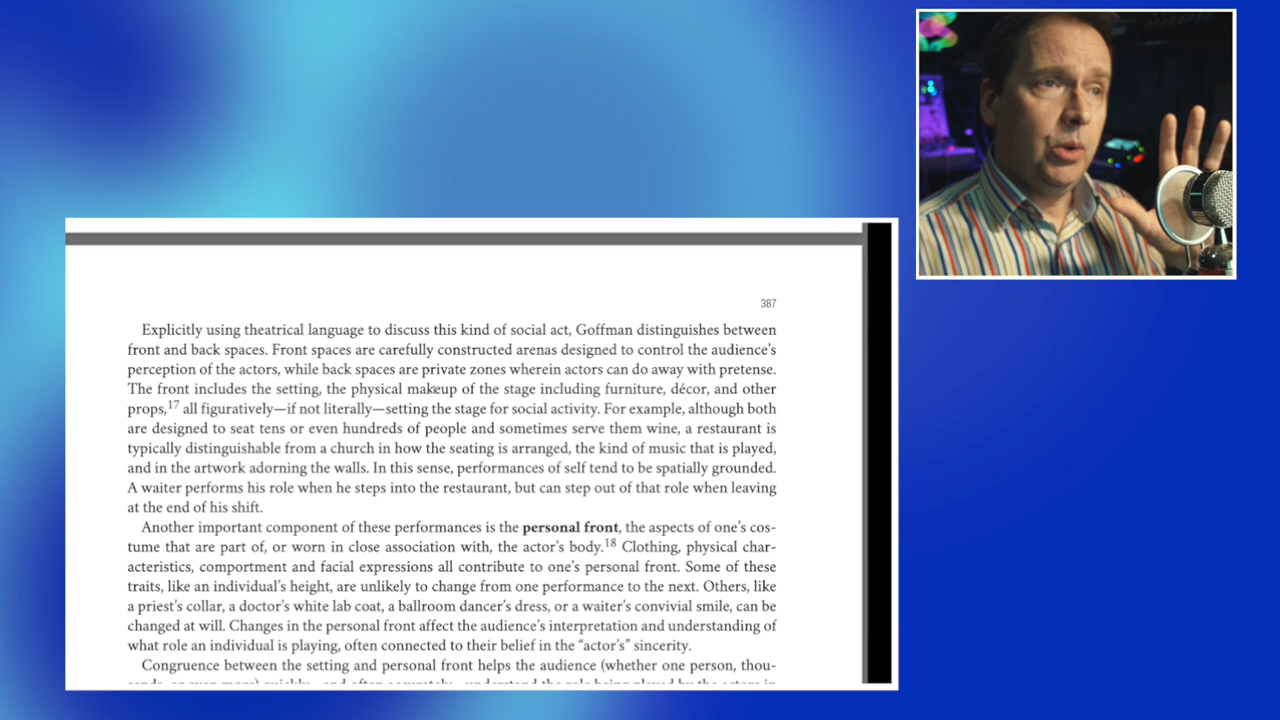 387
Explicitly using theatrical language to discuss this kind of social act, Goffman distinguishes between
front and back spaces. Front spaces are carefully constructed arenas designed to control the audience's
perception of the actors, while back spaces are private zones wherein actors can do away with pretense.
The front includes the setting, the physical makeup of the stage including furniture, décor, and other
props,17 all figuratively—if not literally—setting the stage for social activity. For example, although both
are designed to seat tens or even hundreds of people and sometimes serve them wine, a restaurant is
typically distinguishable from a church in how the seating is arranged, the kind of music that is played,
and in the artwork adorning the walls. In this sense, performances of self tend to be spatially grounded.
A waiter performs his role when he steps into the restaurant, but can step out of that role when leaving
at the end of his shift.
Another important component of these performances is the personal front, the aspects of one's cos-
tume that are part of, or worn in close association with, the actor's body.18 Clothing, physical char-
acteristics, comportment and facial expressions all contribute to one's personal front. Some of these
traits, like an individual's height, are unlikely to change from one performance to the next. Others, like
a priest's collar, a doctor's white lab coat, a ballroom dancer's dress, or a waiter's convivial smile, can be
changed at will. Changes in the personal front affect the audience's interpretation and understanding of
what role an individual is playing, often connected to their belief in the “actor's” sincerity.
Congruence between the setting and personal front helps the audience (whether one person, thou-